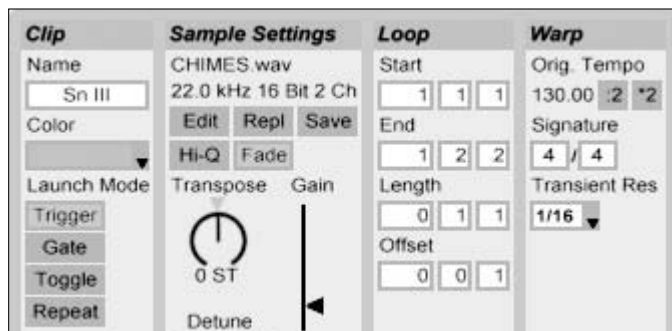 Clip
Name
Sn III
Color
Launch Mode
Trigger
Gate
Toggle
Repeat
Sample Settings
CHIMES.wav
22.0 kHz 16 Bit 2 Ch
Edit Repl Save
Hi-Q Fade
Transpose Gain
0 ST
Detune
Loop
Start
1 1 1
End
1 2 2
Length
0 1 1
Offset
0 0 1
Warp
Orig. Tempo
130.00 :2 *2
Signature
4 / 4
Transient Res
1/16